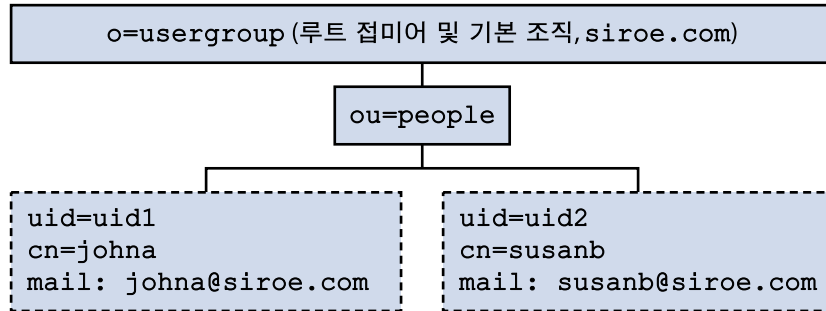 o=usergroup (루트 접미어 및 기본 조직, siroe.com)
ou=people
uid=uid1
cn=johna
mail: johna@siroe.com
uid=uid2
cn=susanb
mail: susanb@siroe.com